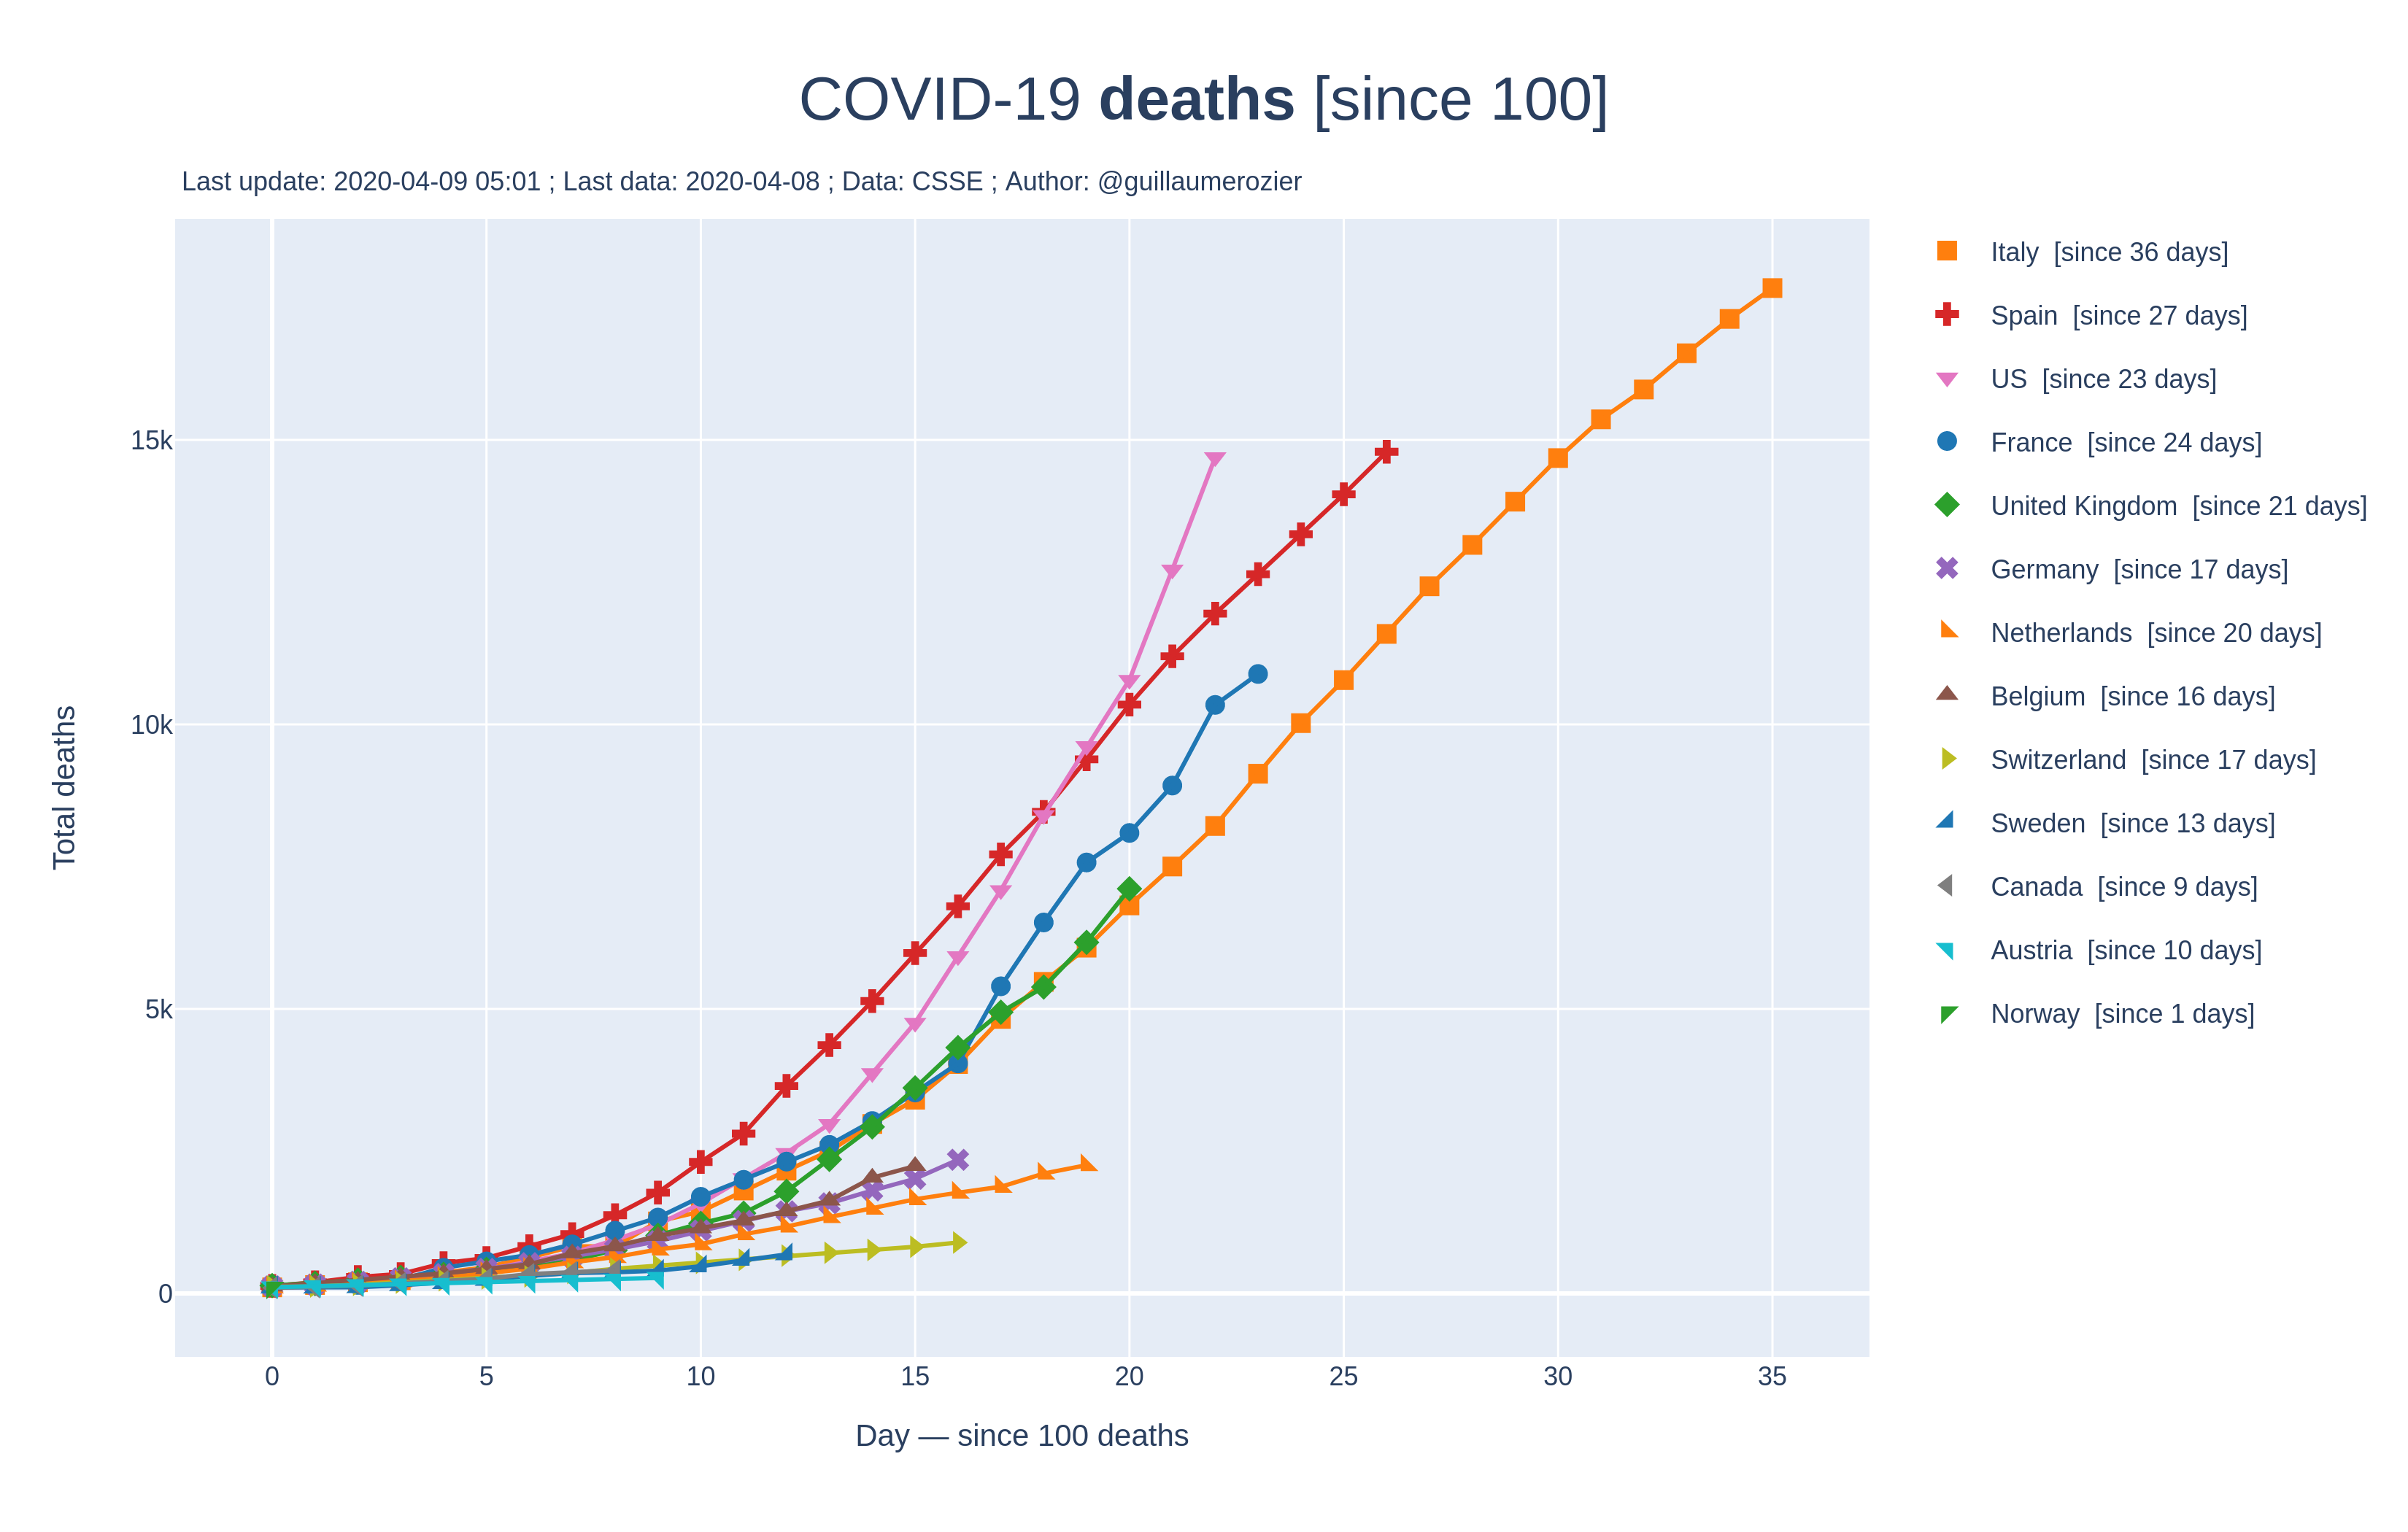 COVID-19 deaths [since 100]
Last update: 2020-04-09 05:01 ; Last data: 2020-04-08 ; Data: CSSE ; Author: @guillaumerozier
Total deaths
15k
10k
5k
0
0 5 10 15 20 25 30 35
Day — since 100 deaths
Italy [since 36 days]
Spain [since 27 days]
US [since 23 days]
France [since 24 days]
United Kingdom [since 21 days]
Germany [since 17 days]
Netherlands [since 20 days]
Belgium [since 16 days]
Switzerland [since 17 days]
Sweden [since 13 days]
Canada [since 9 days]
Austria [since 10 days]
Norway [since 1 days]